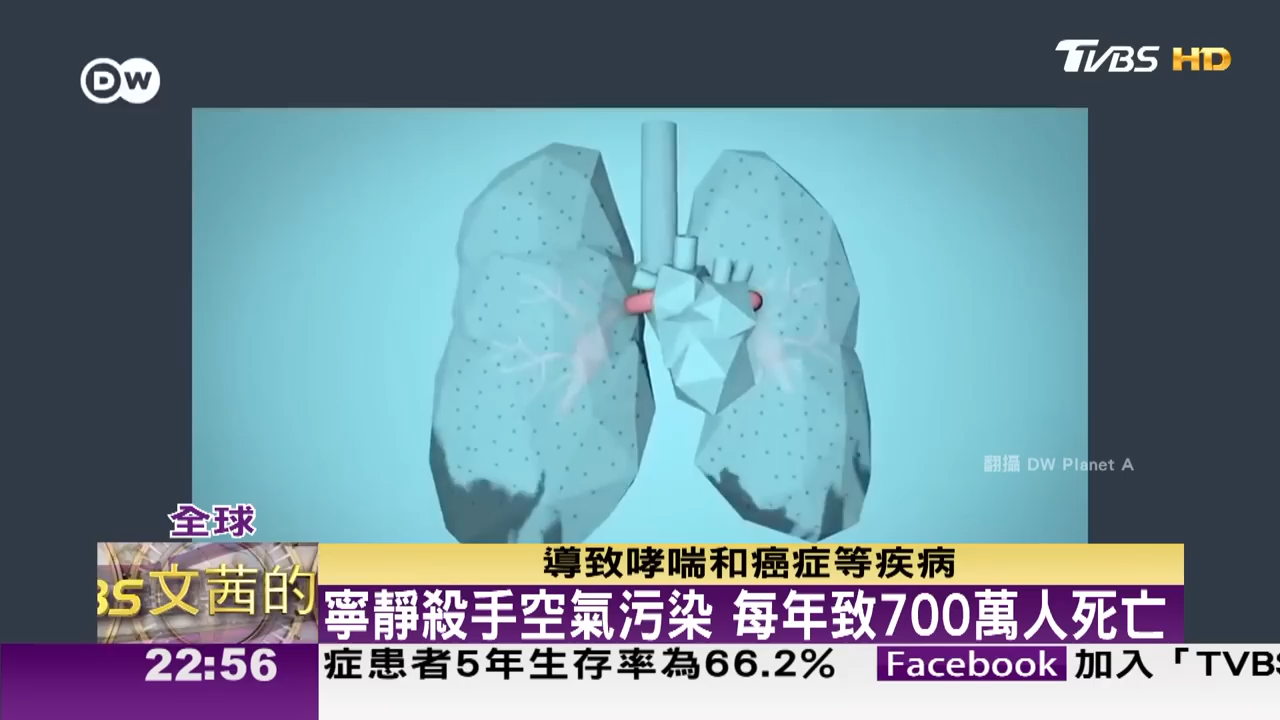 DW
TVBS HD
翻攝 DW Planet A
全球
BS文茜的
導致哮喘和癌症等疾病
寧靜殺手空氣污染 每年致700萬人死亡
22:56
症患者5年生存率為66.2% Facebook 加入「TVBS